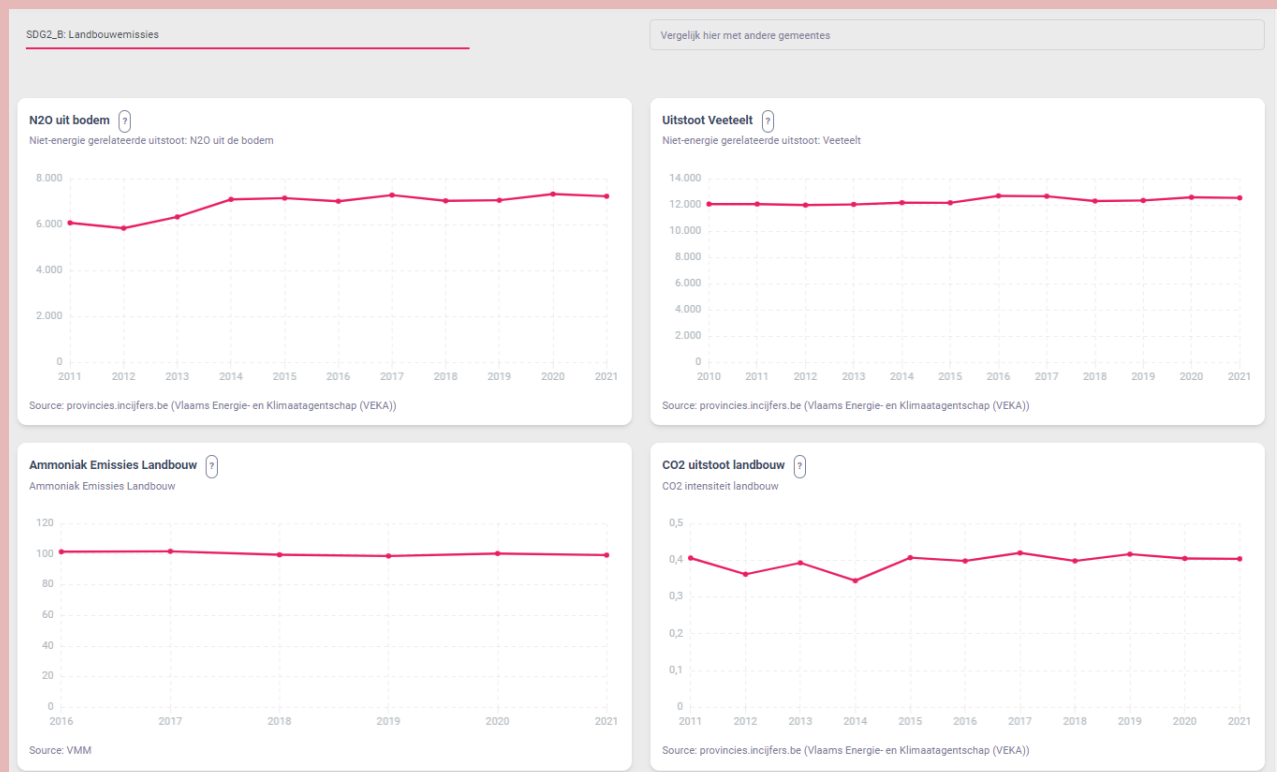 SDG2_B: Landbouwemissies
Vergelijk hier met andere gemeentes
N2O uit bodem ?
Niet-energie gerelateerde uitstoot: N2O uit de bodem
8.000
6.000
4.000
2.000
0
2011 2012 2013 2014 2015 2016 2017 2018 2019 2020 2021
Source: provincies.incijfers.be (Vlaams Energie- en Klimaatagentschap (VEKA))
Uitstoot Veeteelt ?
Niet-energie gerelateerde uitstoot: Veeteelt
14.000
12.000
10.000
8.000
6.000
4.000
2.000
0
2010 2011 2012 2013 2014 2015 2016 2017 2018 2019 2020 2021
Source: provincies.incijfers.be (Vlaams Energie- en Klimaatagentschap (VEKA))
Ammoniak Emissies Landbouw ?
Ammoniak Emissies Landbouw
120
100
80
60
40
20
0
2016 2017 2018 2019 2020 2021
Source: VMM
CO2 uitstoot landbouw ?
CO2 intensiteit landbouw
0,5
0,4
0,3
0,2
0,1
0
2011 2012 2013 2014 2015 2016 2017 2018 2019 2020 2021
Source: provincies.incijfers.be (Vlaams Energie- en Klimaatagentschap (VEKA))